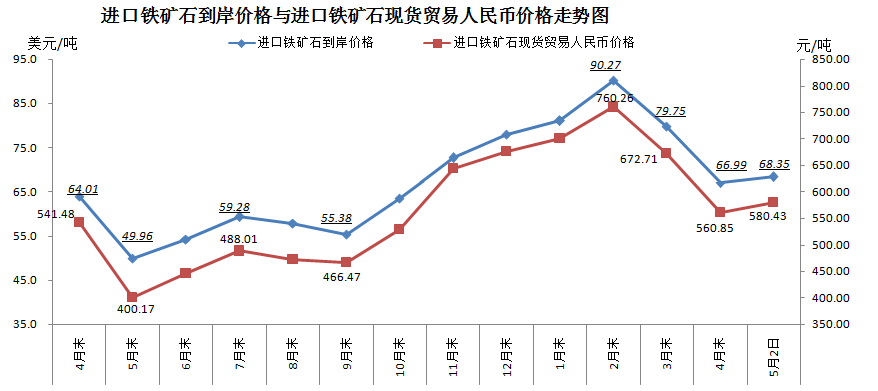 进口铁矿石到岸价格与进口铁矿石现货贸易人民币价格走势图
美元/吨
元/吨
进口铁矿石到岸价格
进口铁矿石现货贸易人民币价格
95.0
85.0
75.0
65.0
55.0
45.0
35.0
850.00
800.00
750.00
700.00
650.00
600.00
550.00
500.00
450.00
400.00
350.00
64.01
49.96
59.28
55.38
90.27
79.75
66.99
68.35
541.48
400.17
488.01
466.47
760.26
672.71
560.85
580.43
4月末
5月末
6月末
7月末
8月末
9月末
10月末
11月末
12月末
1月末
2月末
3月末
4月末
5月2日